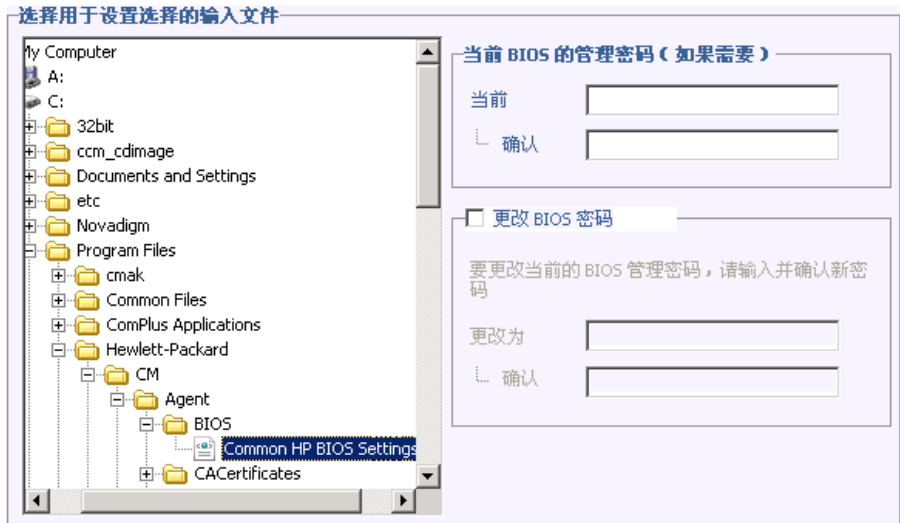 选择用于设置选择的输入文件
My Computer
A:
C:
32bit
ccm_cdimage
Documents and Settings
etc
Novadigm
Program Files
cmak
Common Files
ComPlus Applications
Hewlett-Packard
CM
Agent
BIOS
Common HP BIOS Settings
CACertificates
当前 BIOS 的管理密码（如果需要）
当前
确认
更改 BIOS 密码
要更改当前的 BIOS 管理密码，请输入并确认新密
码
更改为
确认